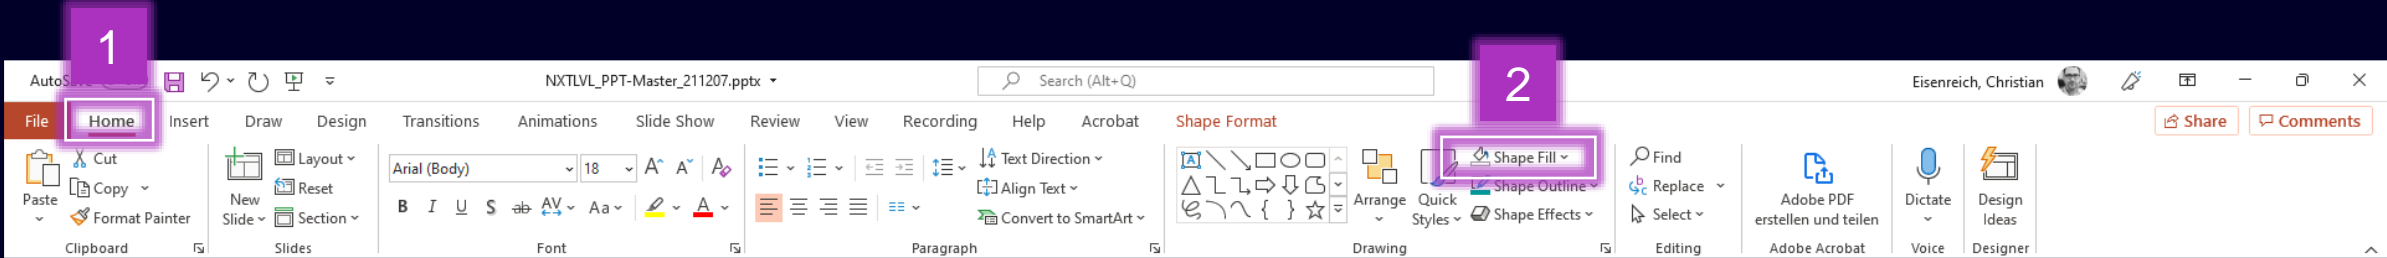 1
2
AutoS
NXTLVL_PPT-Master_211207.pptx
Search (Alt+Q)
Eisenreich, Christian
File Home Insert Draw Design Transitions Animations Slide Show Review View Recording Help Acrobat Shape Format Share Comments
Paste
Cut
Copy
Format Painter
Clipboard
New
Slide
Layout
Reset
Section
Slides
Arial (Body) 18 A A A
B I U S ab AV Aa A
Font
Text Direction
Align Text
Convert to SmartArt
Paragraph
A
Arrange
Quick
Styles
Shape Fill
Shape Outline
Shape Effects
Drawing
Find
Replace
Select
Editing
Adobe PDF
erstellen und teilen
Adobe Acrobat
Dictate
Voice
Design
Ideas
Designer